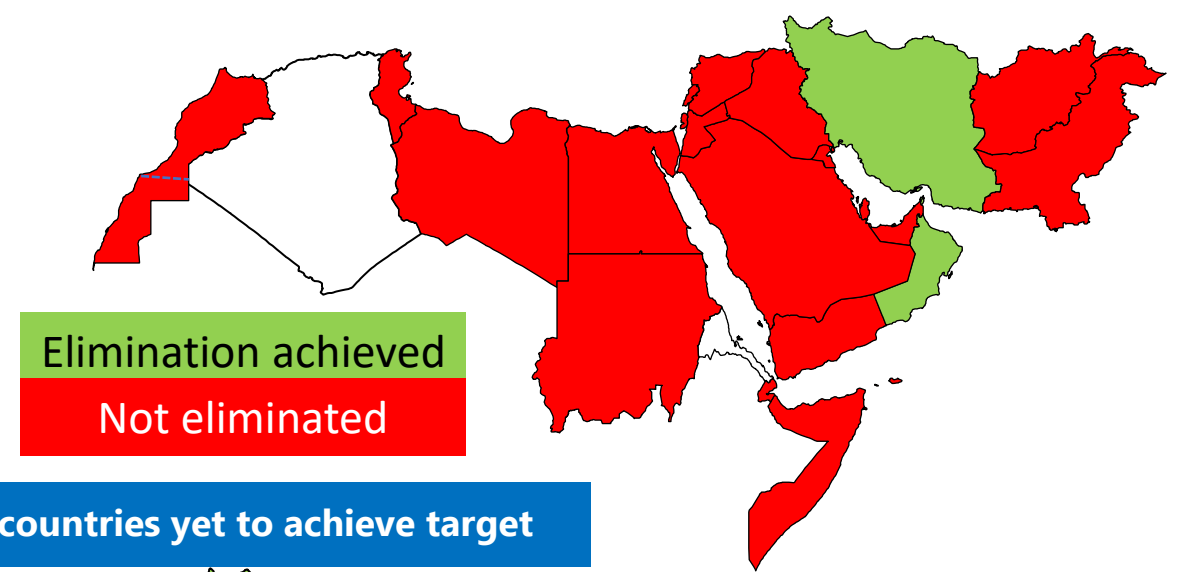 Elimination achieved
Not eliminated
countries yet to achieve target